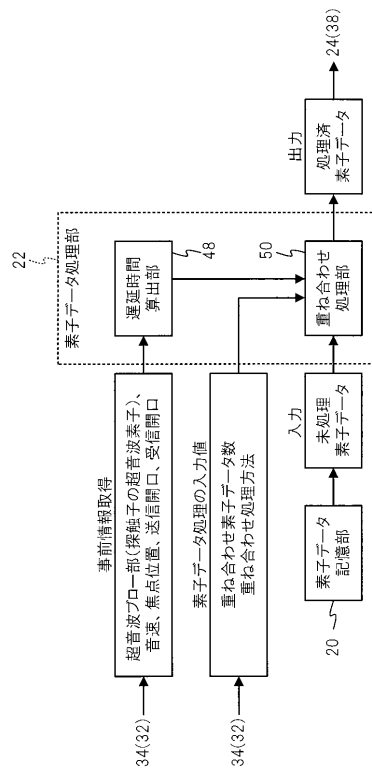 事前情報取得
34(32)
超音波プローブ部(探触子の超音波素子)、
音速、焦点位置、送信開口、受信開口
22
素子データ処理部
遅延時間
算出部
48
素子データ処理の入力値
34(32)
重ね合わせ素子データ数
重ね合わせ処理方法
20
素子データ
記憶部
入力
未処理
素子データ
50
重ね合わせ
処理部
出力
処理済
素子データ
24(38)